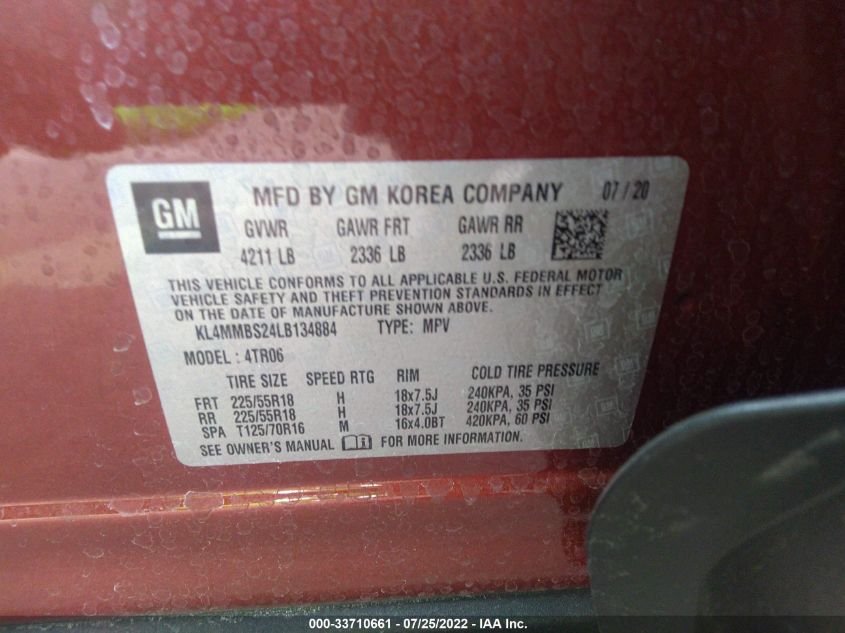 GM
MFD BY GM KOREA COMPANY 07 / 20
GVWR GAWR FRT GAWR RR
4211 LB 2336 LB 2336 LB
THIS VEHICLE CONFORMS TO ALL APPLICABLE U.S. FEDERAL MOTOR
VEHICLE SAFETY AND THEFT PREVENTION STANDARDS IN EFFECT
ON THE DATE OF MANUFACTURE SHOWN ABOVE.
KL4MMBS24LB134884 TYPE: MPV
MODEL : 4TR06
TIRE SIZE SPEED RTG RIM COLD TIRE PRESSURE
FRT 225/55R18 H 18x7.5J 240KPA, 35 PSI
RR 225/55R18 H 18x7.5J 240KPA, 35 PSI
SPA T125/70R16 M 16x4.0BT 420KPA, 60 PSI
SEE OWNER'S MANUAL FOR MORE INFORMATION.
000-33710661 - 07/25/2022 - IAA Inc.